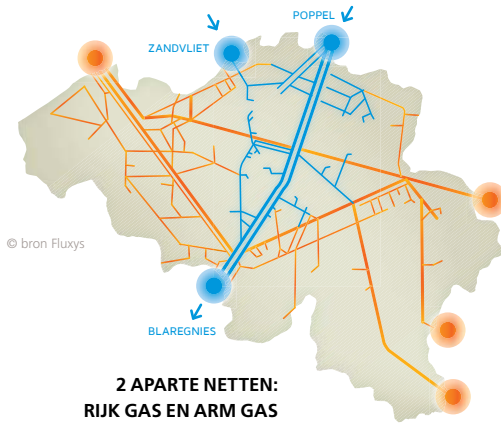 POPPEL
ZANDVLIET
© bron Fluxys
BLAREGNIES
2 APARTE NETTEN:
RIJK GAS EN ARM GAS